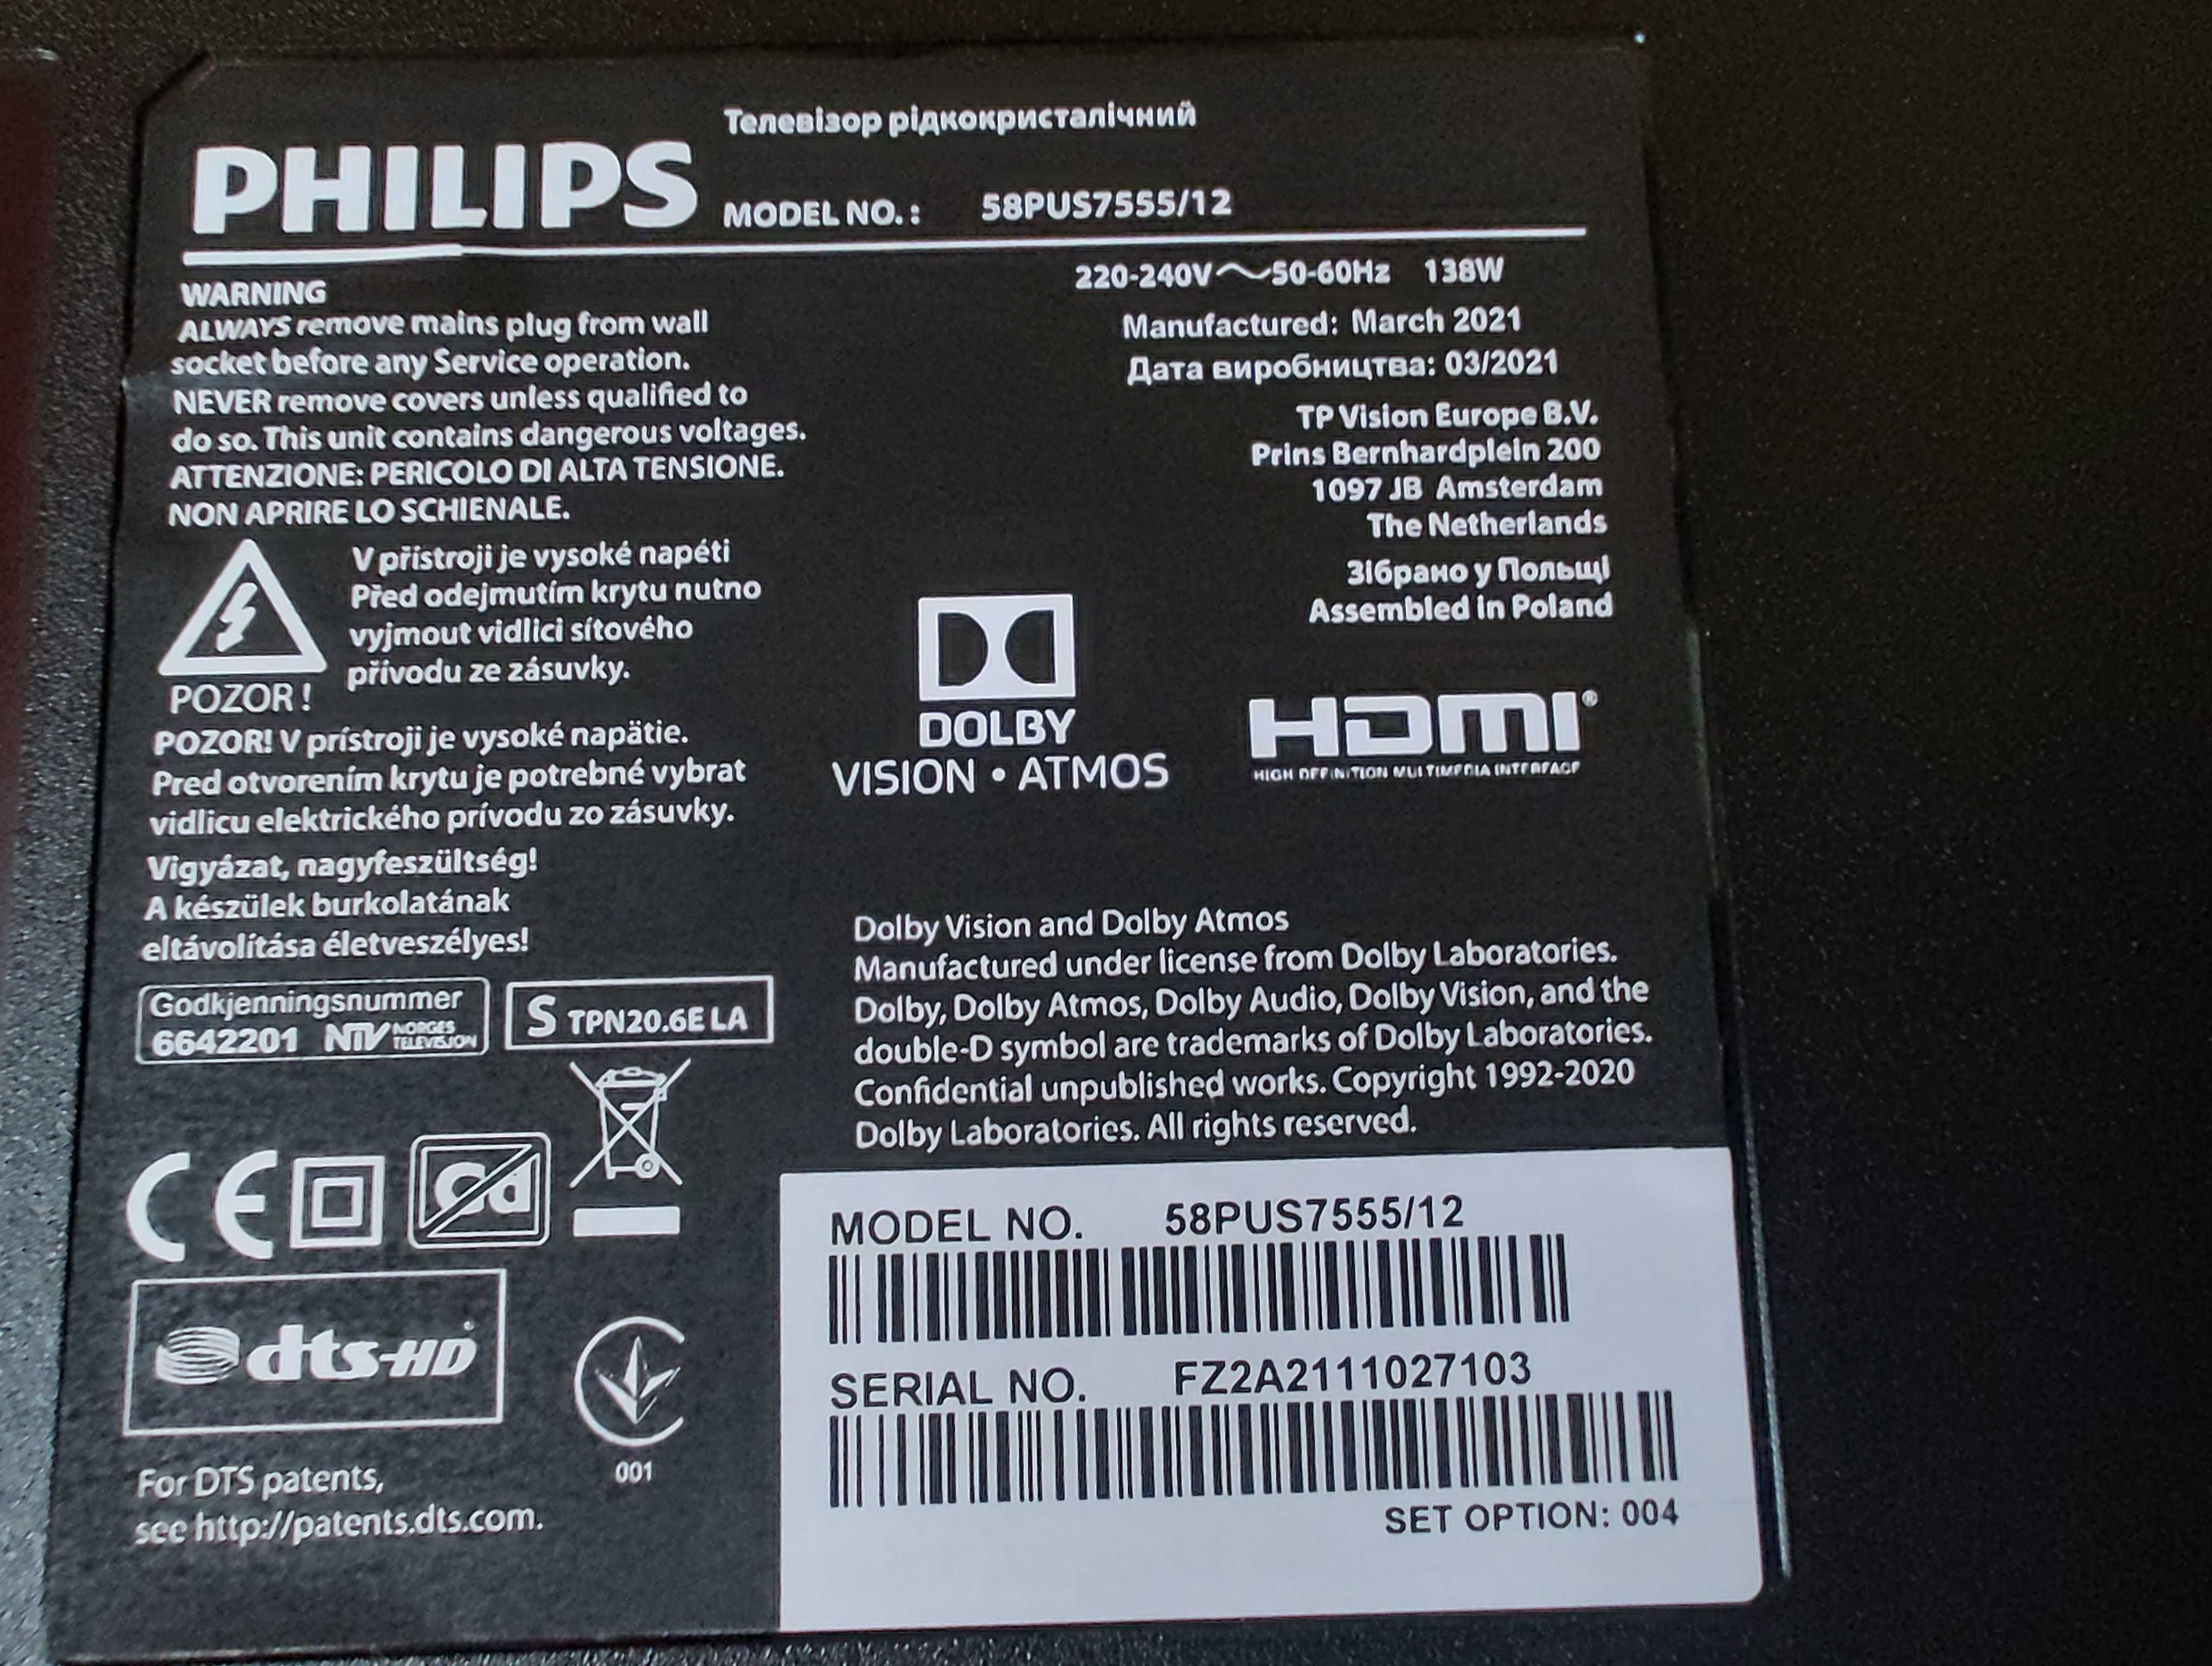 Телевізор рідкокристалічний
PHILIPS
MODEL NO. : 58PUS7555/12
220-240V~50-60Hz 138W
Manufactured: March 2021
Дата виробництва: 03/2021
TP Vision Europe B.V.
Prins Bernhardplein 200
1097 JB Amsterdam
The Netherlands
Зібрано у Польщі
Assembled in Poland
WARNING
ALWAYS remove mains plug from wall
socket before any Service operation.
NEVER remove covers unless qualified to
do so. This unit contains dangerous voltages.
ATTENZIONE: PERICOLO DI ALTA TENSIONE.
NON APRIRE LO SCHIENALE.
V přístroji je vysoké napéti
Před odejmutím krytu nutno
vyjmout vidlici sítového
přívodu ze zásuvky.
POZOR !
POZOR! V prístroji je vysoké napätie.
Pred otvorením krytu je potrebné vybrat
vidlicu elektrického prívodu zo zásuvky.
Vigyázat, nagyfeszültség!
A készülek burkolatának
eltávolítása életveszélyes!
DOLBY
VISION • ATMOS
HDMI®
HIGH DEFINITION MULTIMEDIA INTERFACE
Dolby Vision and Dolby Atmos
Manufactured under license from Dolby Laboratories.
Dolby, Dolby Atmos, Dolby Audio, Dolby Vision, and the
double-D symbol are trademarks of Dolby Laboratories.
Confidential unpublished works. Copyright 1992-2020
Dolby Laboratories. All rights reserved.
Godkjenningsnummer
6642201 NTV NORGES TELEVISJON
S TPN20.6E LA
CE
Cd
dts-HD
001
For DTS patents,
see http://patents.dts.com.
MODEL NO. 58PUS7555/12
SERIAL NO. FZ2A2111027103
SET OPTION: 004